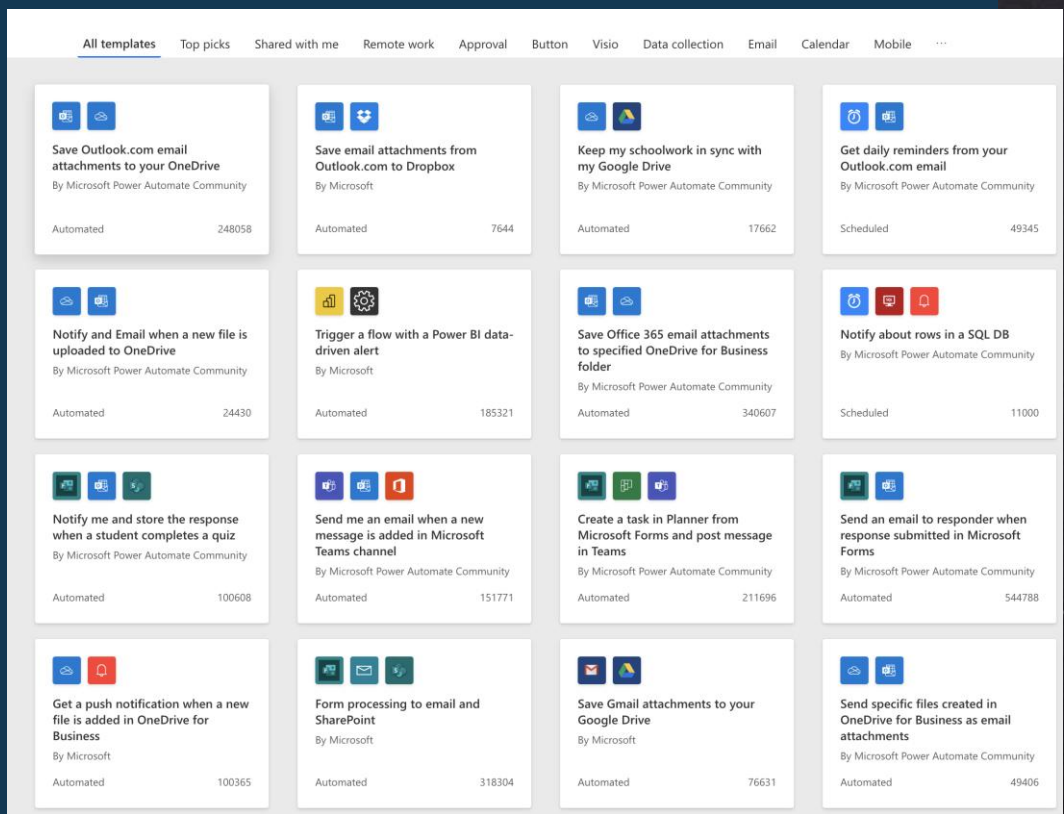 All templates Top picks Shared with me Remote work Approval Button Visio Data collection Email Calendar Mobile ...
Save Outlook.com email
attachments to your OneDrive
By Microsoft Power Automate Community
Automated 248058
Save email attachments from
Outlook.com to Dropbox
By Microsoft
Automated 7644
Keep my schoolwork in sync with
my Google Drive
By Microsoft Power Automate Community
Automated 17662
Get daily reminders from your
Outlook.com email
By Microsoft Power Automate Community
Scheduled 49345
Notify and Email when a new file is
uploaded to OneDrive
By Microsoft Power Automate Community
Automated 24430
Trigger a flow with a Power BI data-
driven alert
By Microsoft
Automated 185321
Save Office 365 email attachments
to specified OneDrive for Business
folder
By Microsoft Power Automate Community
Automated 340607
Notify about rows in a SQL DB
By Microsoft Power Automate Community
Scheduled 11000
Notify me and store the response
when a student completes a quiz
By Microsoft Power Automate Community
Automated 100608
Send me an email when a new
message is added in Microsoft
Teams channel
By Microsoft Power Automate Community
Automated 151771
Create a task in Planner from
Microsoft Forms and post message
in Teams
By Microsoft Power Automate Community
Automated 211696
Send an email to responder when
response submitted in Microsoft
Forms
By Microsoft Power Automate Community
Automated 544788
Get a push notification when a new
file is added in OneDrive for
Business
By Microsoft
Automated 100365
Form processing to email and
SharePoint
By Microsoft
Automated 318304
Save Gmail attachments to your
Google Drive
By Microsoft
Automated 76631
Send specific files created in
OneDrive for Business as email
attachments
By Microsoft Power Automate Community
Automated 49406